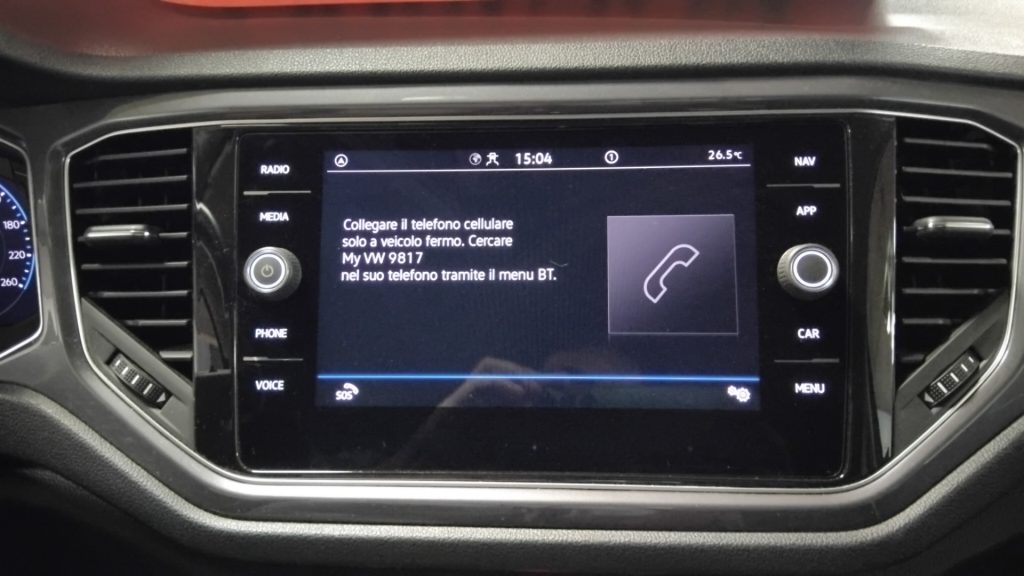 RADIO
MEDIA
PHONE
VOICE
15:04
1
26.5°C
Collegare il telefono cellulare
solo a veicolo fermo. Cercare
My VW 9817
nel suo telefono tramite il menu BT.
SOS
NAV
APP
CAR
MENU
180
220
260